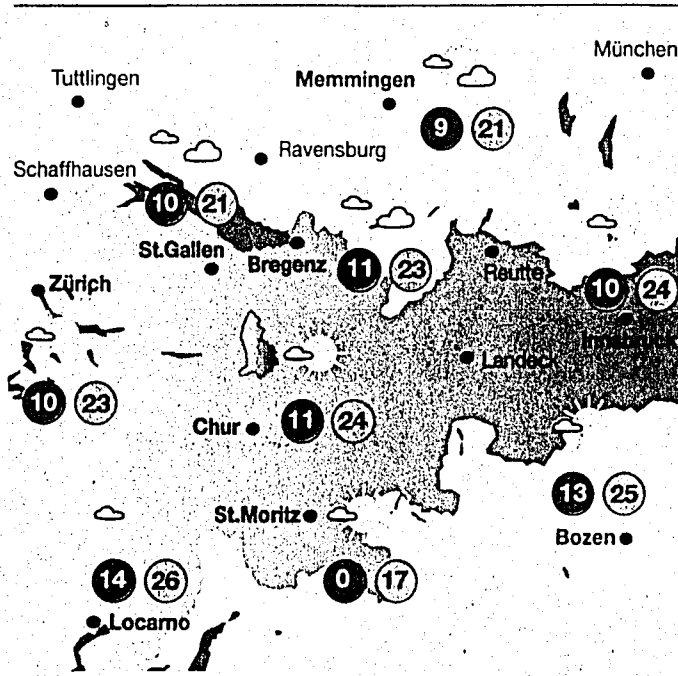 München
Tuttlingen
Memmingen
9 21
Ravensburg
Schaffhausen
10 21
St.Gallen
Bregenz
11 23
Reutte
Zürich
10 24
Innsbruck
Landeck
10 23
Chur
11 24
13 25
St.Moritz
Bozen
14 26
0 17
Locarno